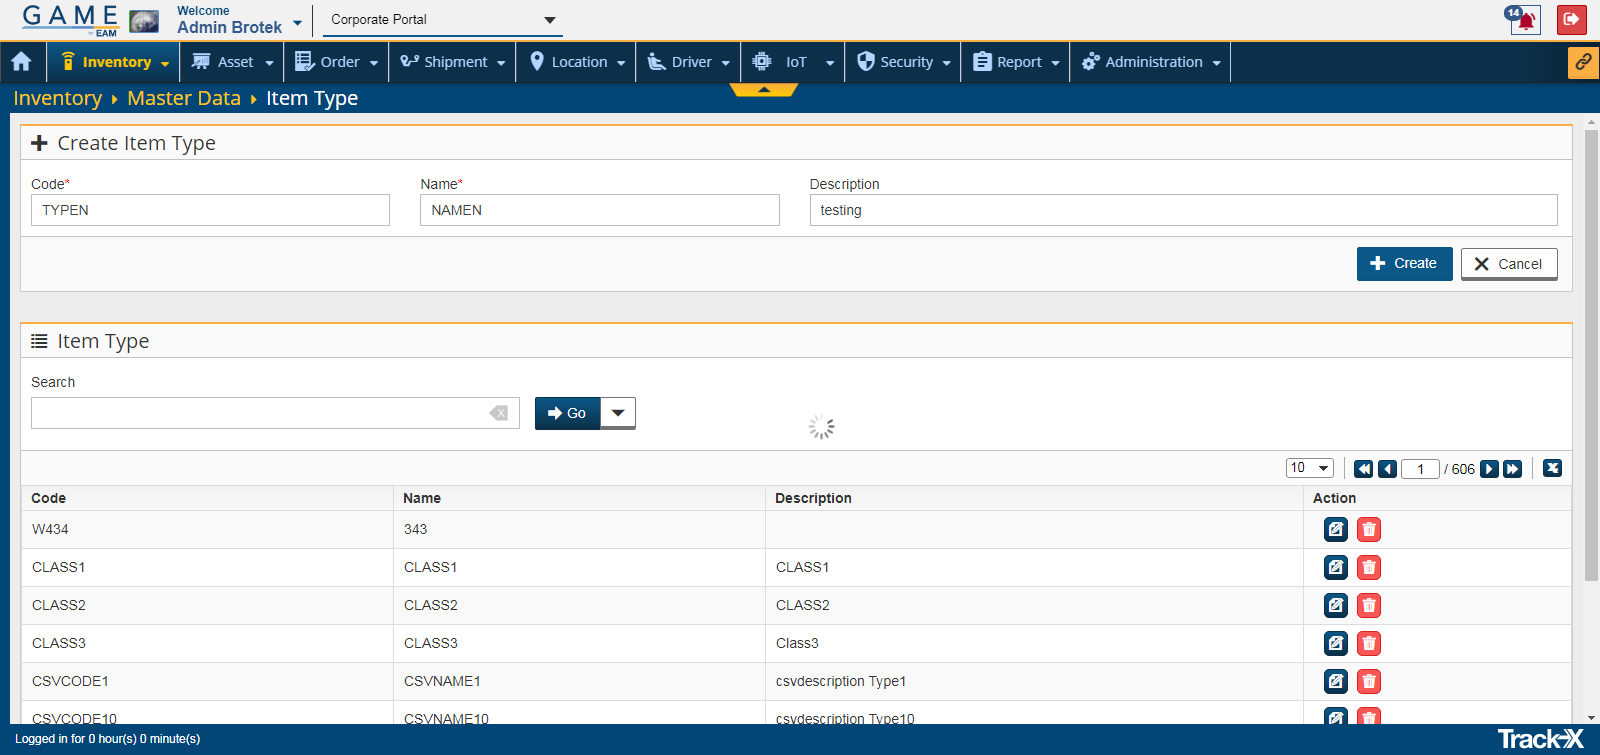 GAME
by EAM
Welcome
Admin Brotek
Corporate Portal
14
Inventory
Asset
Order
Shipment
Location
Driver
IoT
Security
Report
Administration
Inventory Master Data Item Type
Create Item Type
Code*
Name*
Description
TYPEN
NAMEN
testing
Create
Cancel
Item Type
Search
Go
10
1 / 606
Code Name Description Action
W434 343
CLASS1 CLASS1 CLASS1
CLASS2 CLASS2 CLASS2
CLASS3 CLASS3 Class3
CSVCODE1 CSVNAME1 csvdescription Type1
CSVCODE10 CSVNAME10 csvdescription Type10
Logged in for 0 hour(s) 0 minute(s)
Track-X